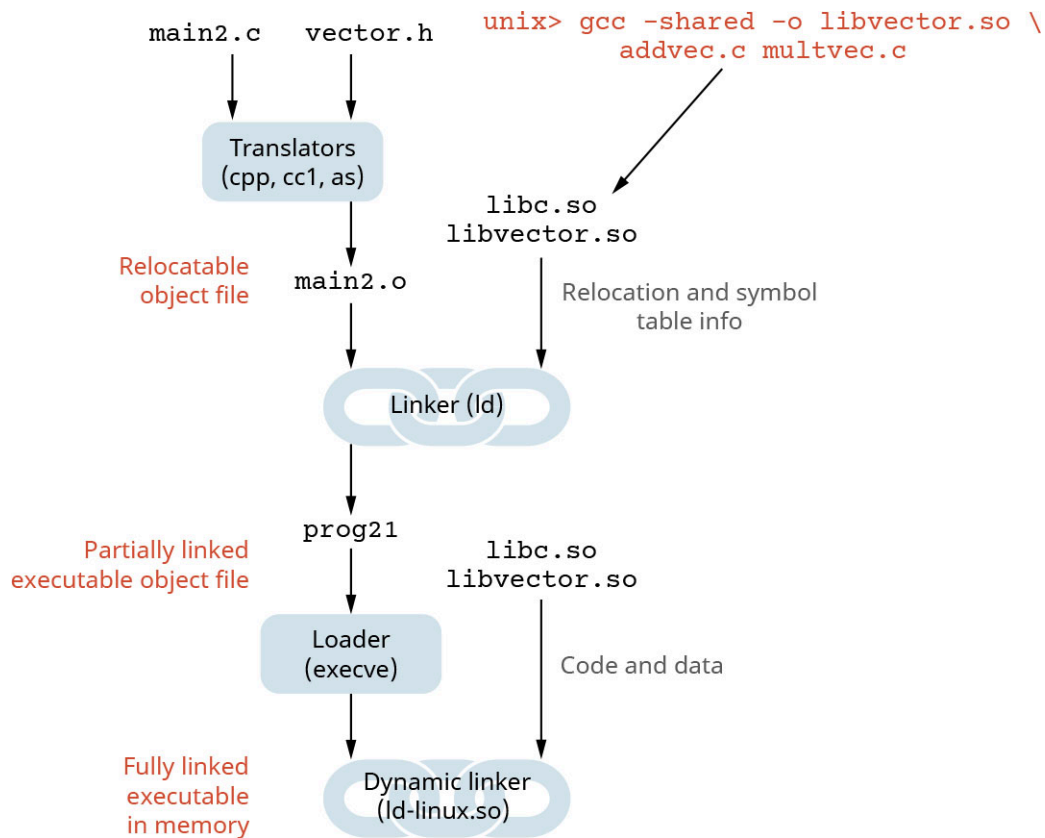 main2.c vector.h
unix> gcc -shared -o libvector.so \
addvec.c multvec.c
Translators
(cpp, cc1, as)
libc.so
libvector.so
Relocatable
object file
main2.o
Relocation and symbol
table info
Linker (ld)
prog21
Partially linked
executable object file
libc.so
libvector.so
Loader
(execve)
Code and data
Fully linked
executable
in memory
Dynamic linker
(ld-linux.so)